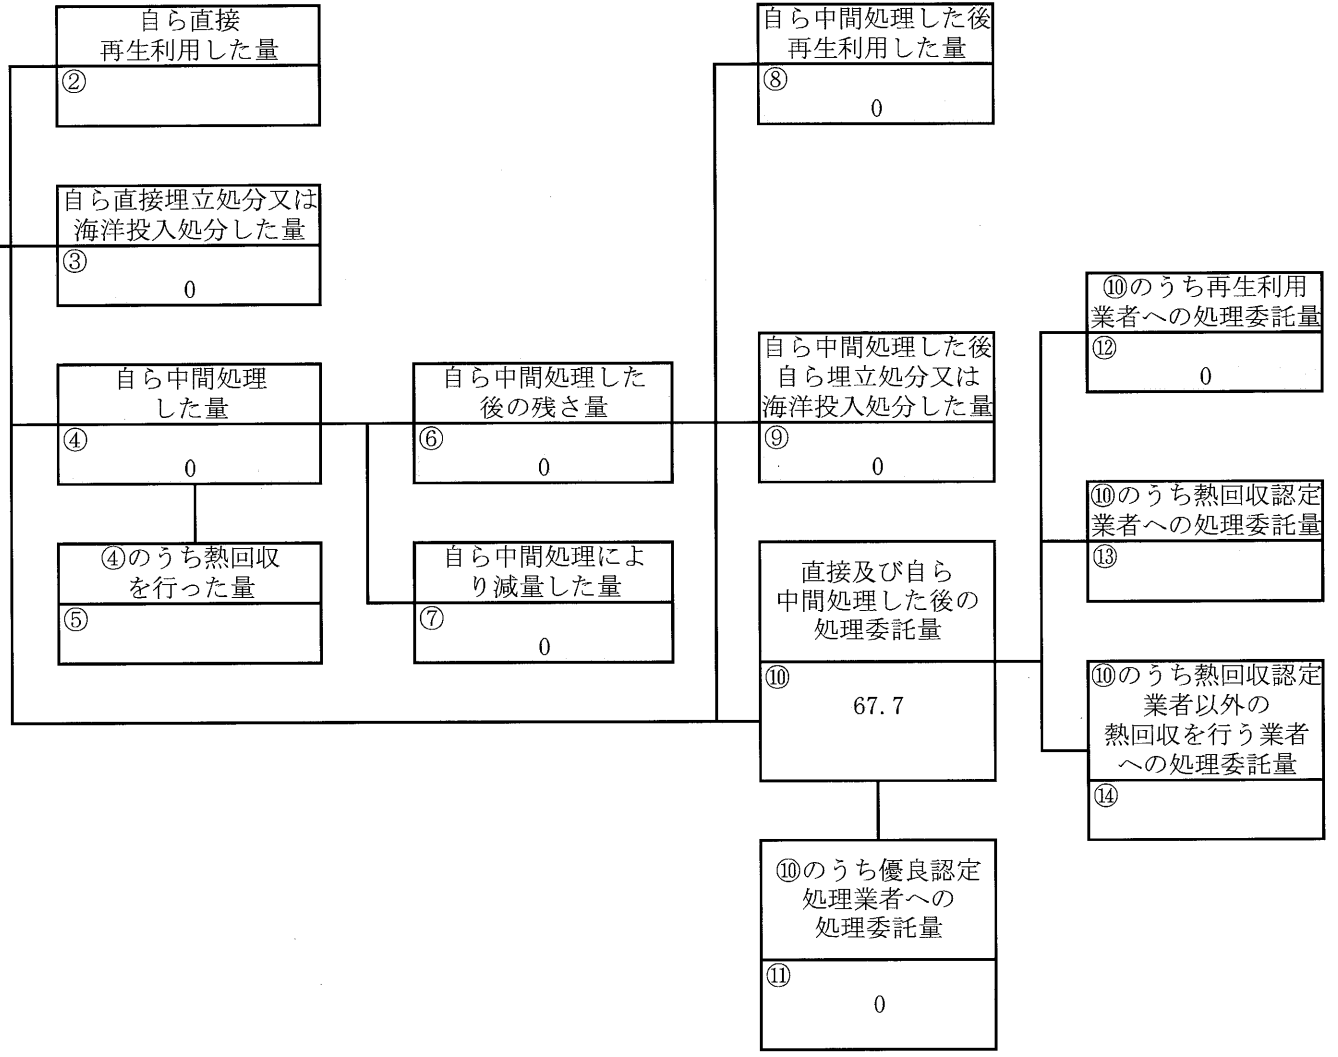 自ら直接
再生利用した量
②
自ら直接埋立処分又は
海洋投入処分した量
③
0
自ら中間処理
した量
④
0
④のうち熱回収
を行った量
⑤
自ら中間処理した
後の残さ量
⑥
0
自ら中間処理によ
り減量した量
⑦
0
自ら中間処理した後
再生利用した量
⑧
0
自ら中間処理した後
自ら埋立処分又は
海洋投入処分した量
⑨
0
直接及び自ら
中間処理した後の
処理委託量
⑩
67.7
⑩のうち優良認定
処理業者への
処理委託量
⑪
0
⑩のうち再生利用
業者への処理委託量
⑫
0
⑩のうち熱回収認定
業者への処理委託量
⑬
⑩のうち熱回収認定
業者以外の
熱回収を行う業者
への処理委託量
⑭